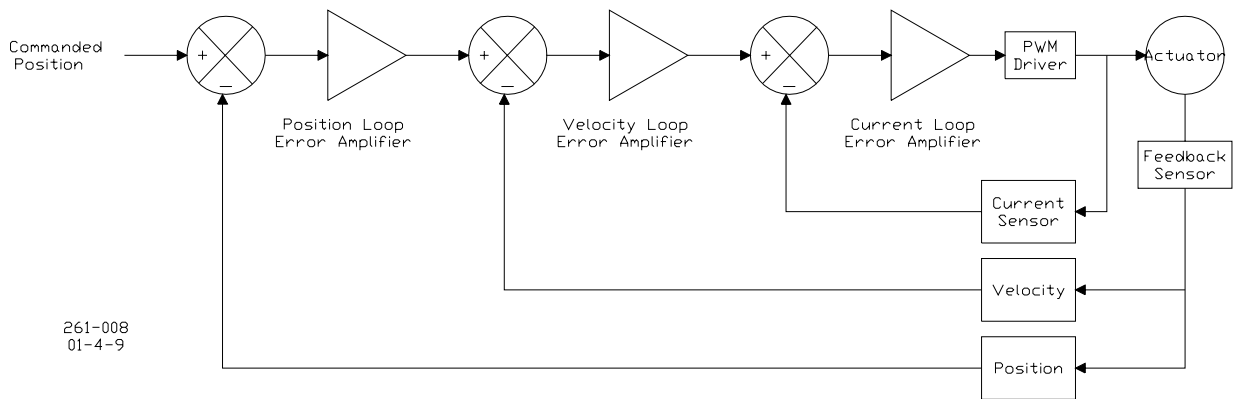 Commanded
Position
+
−
Position Loop
Error Amplifier
+
−
Velocity Loop
Error Amplifier
+
−
Current Loop
Error Amplifier
PWM
Driver
Actuator
Feedback
Sensor
Current
Sensor
Velocity
Position
261-008
01-4-9